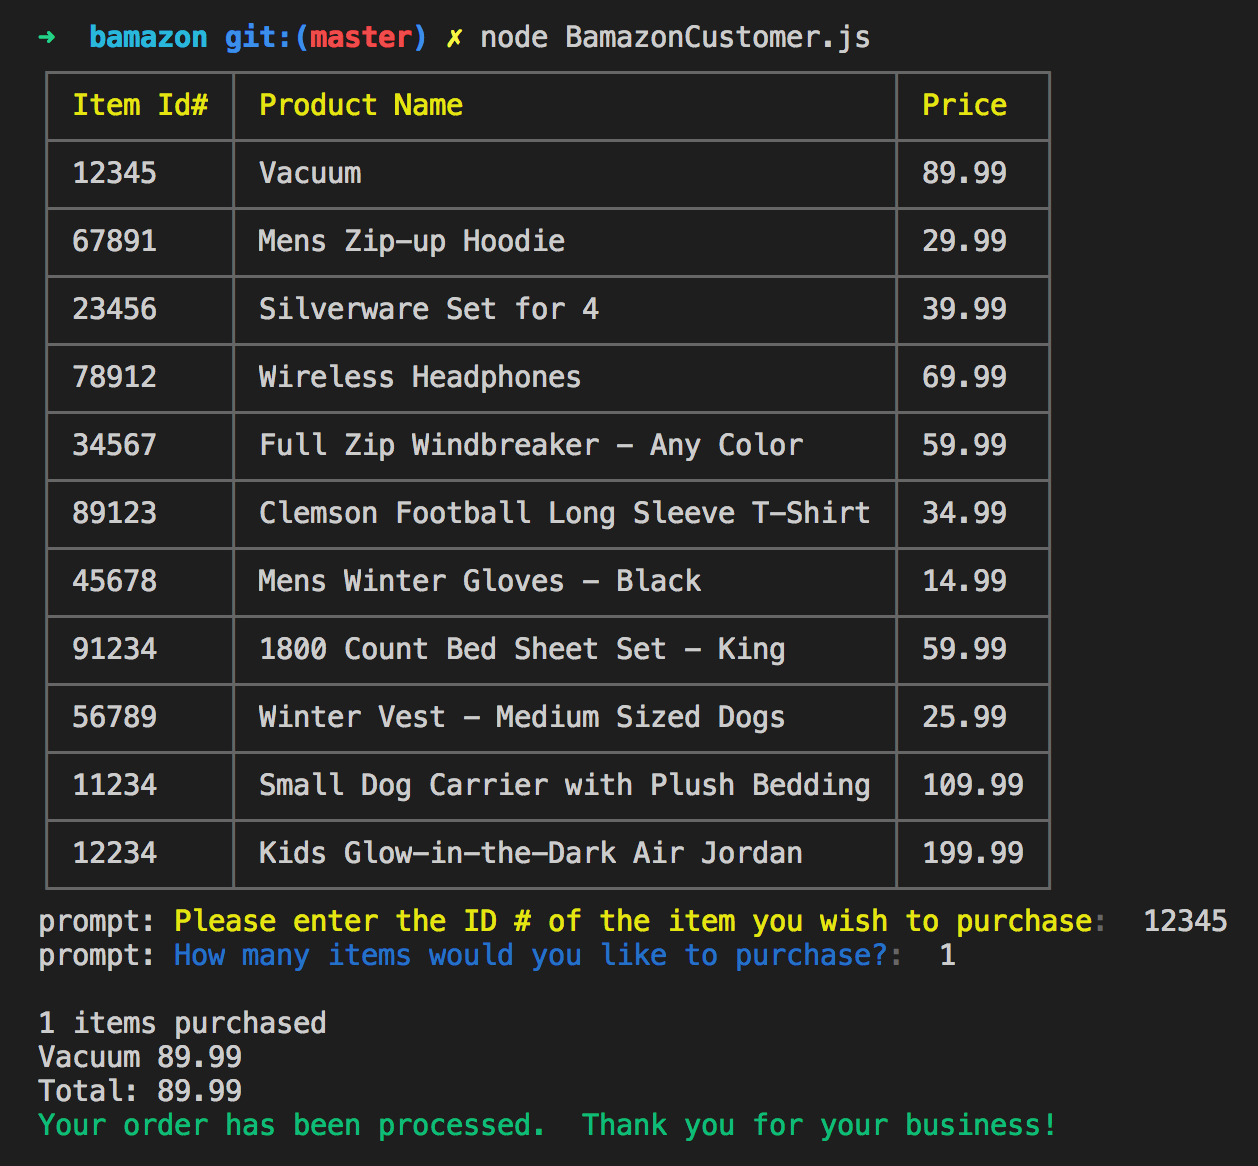 ➜  bamazon git:(master) ✗ node BamazonCustomer.js
Item Id# Product Name Price
12345 Vacuum 89.99
67891 Mens Zip-up Hoodie 29.99
23456 Silverware Set for 4 39.99
78912 Wireless Headphones 69.99
34567 Full Zip Windbreaker - Any Color 59.99
89123 Clemson Football Long Sleeve T-Shirt 34.99
45678 Mens Winter Gloves - Black 14.99
91234 1800 Count Bed Sheet Set - King 59.99
56789 Winter Vest - Medium Sized Dogs 25.99
11234 Small Dog Carrier with Plush Bedding 109.99
12234 Kids Glow-in-the-Dark Air Jordan 199.99
prompt: Please enter the ID # of the item you wish to purchase:  12345
prompt: How many items would you like to purchase?:  1
1 items purchased
Vacuum 89.99
Total: 89.99
Your order has been processed.  Thank you for your business!